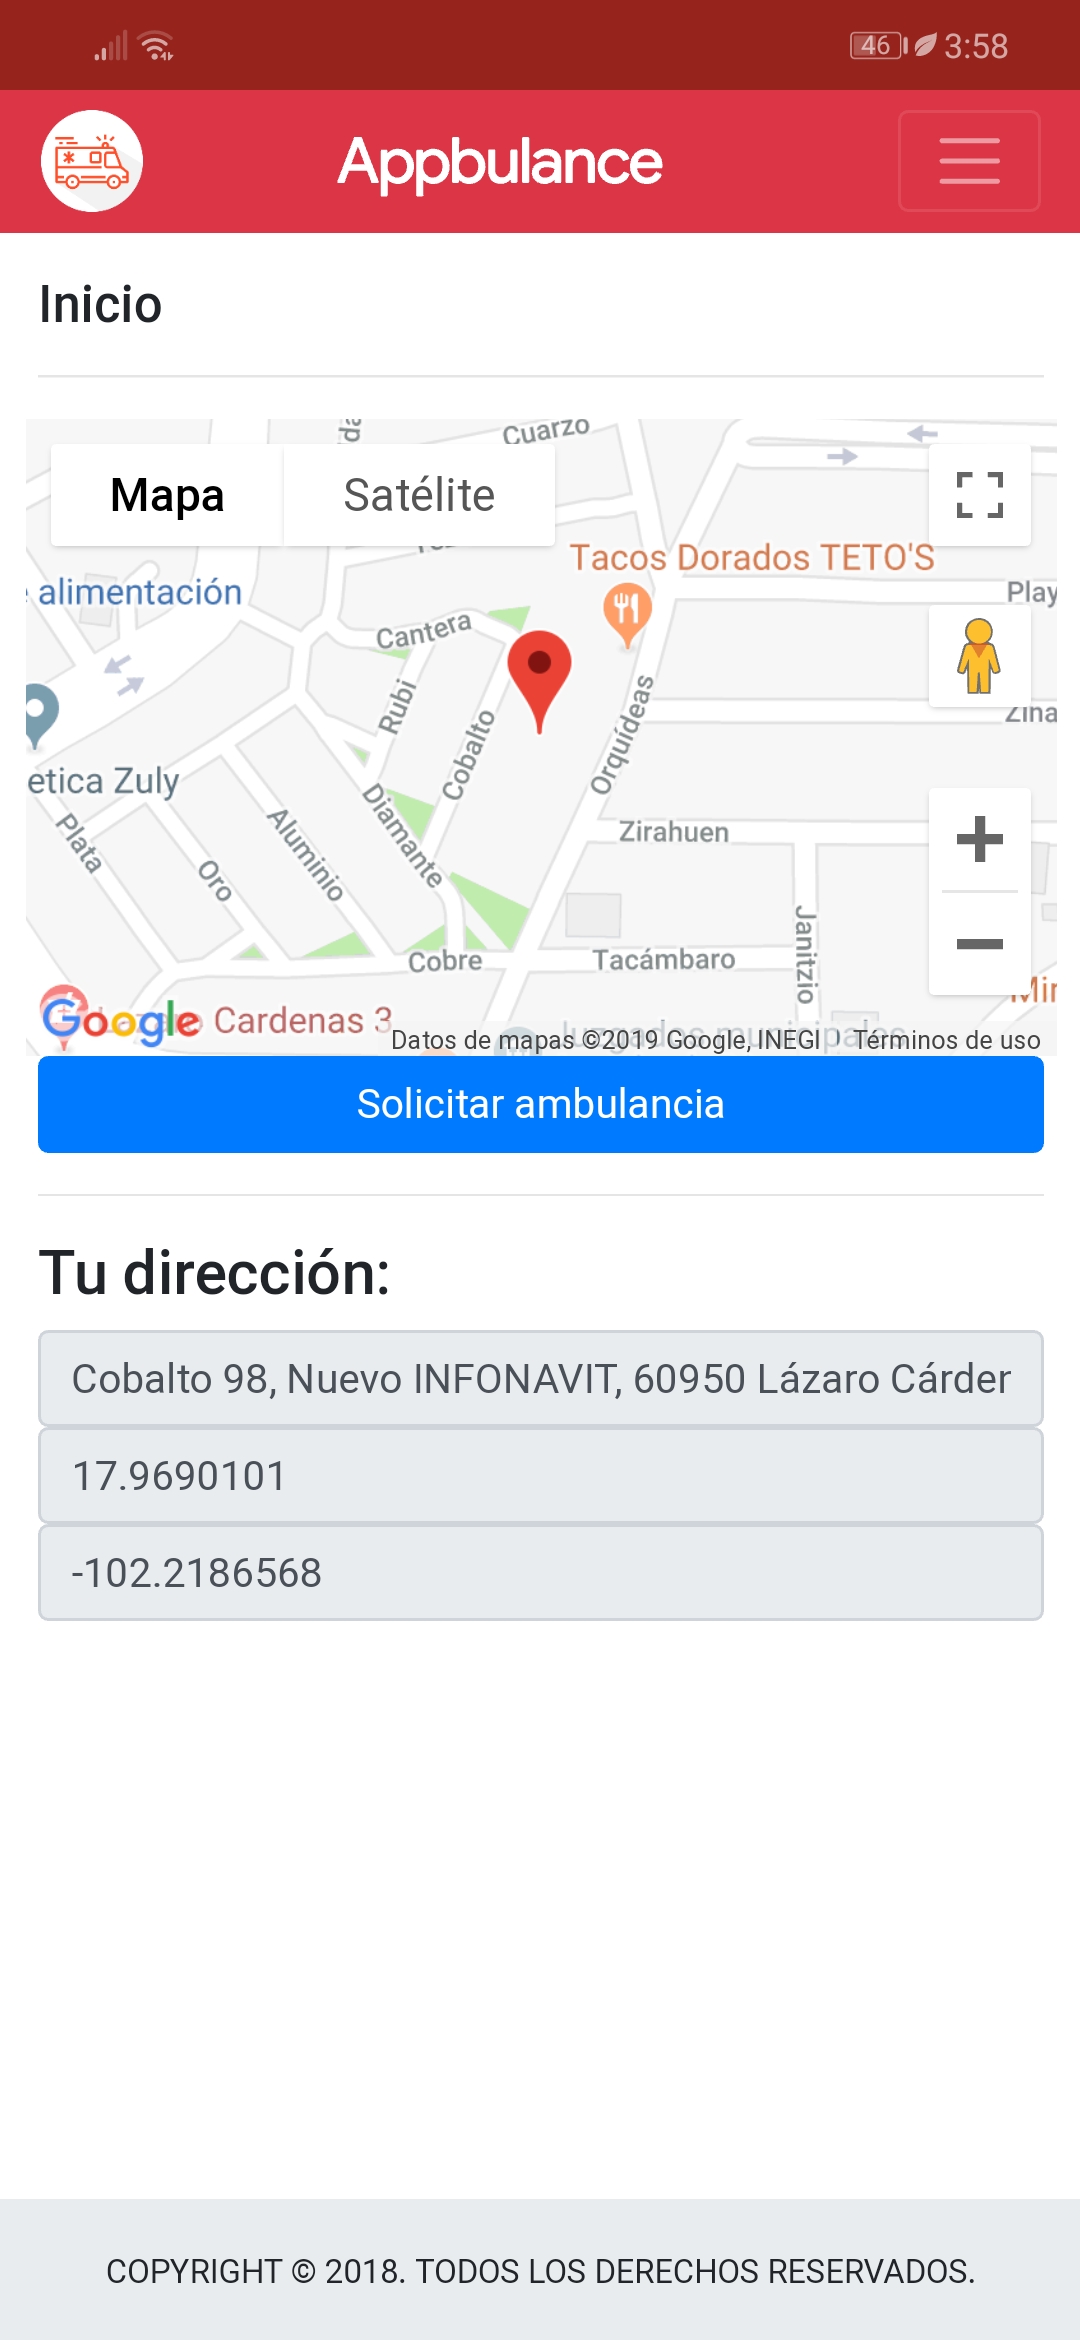 46 3:58
Appbulance
Inicio
Cuarzo
Mapa
Satélite
Tacos Dorados TETO'S
alimentación
Play
Cantera
Rubi
Cobalto
Orquídeas
Zina
etica Zuly
Plata
Oro
Aluminio
Diamante
Zirahuen
Janitzio
Cobre
Tacámbaro
Mir
Google
Cardenas 3
Juzgados municipales
Datos de mapas ©2019 Google, INEGI
Términos de uso
Solicitar ambulancia
Tu dirección:
Cobalto 98, Nuevo INFONAVIT, 60950 Lázaro Cárder
17.9690101
-102.2186568
COPYRIGHT © 2018. TODOS LOS DERECHOS RESERVADOS.